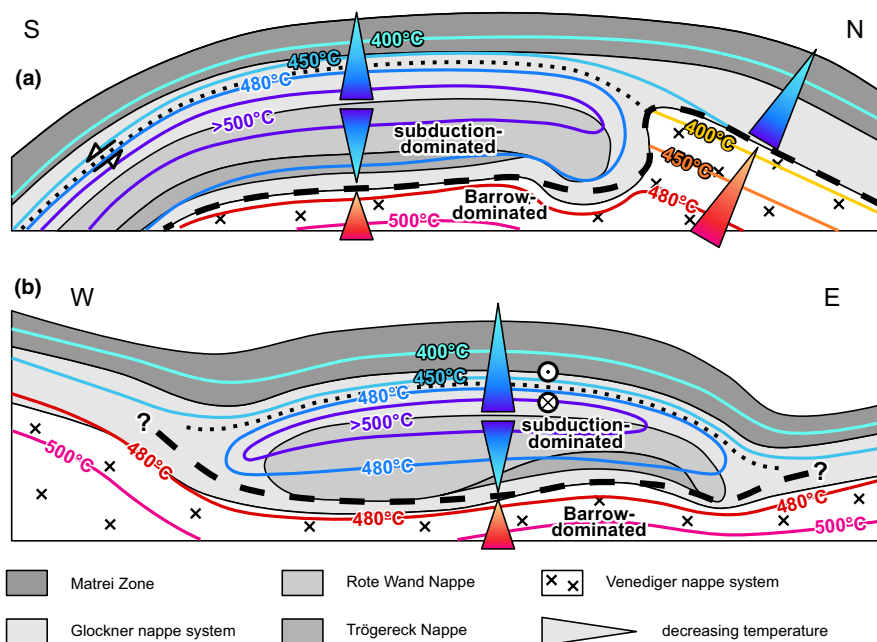 S
N
(a)
400°C
450°C
480°C
>500°C
subduction-
dominated
400°C
450°C
480°C
Barrow-
dominated
500°C
(b)
W
E
400°C
450°C
480°C
>500°C
subduction-
dominated
480°C
?
?
500°C
480°C
480°C
Barrow-
dominated
500°C
Matrei Zone
Rote Wand Nappe
Venediger nappe system
Glockner nappe system
Trögereck Nappe
decreasing temperature